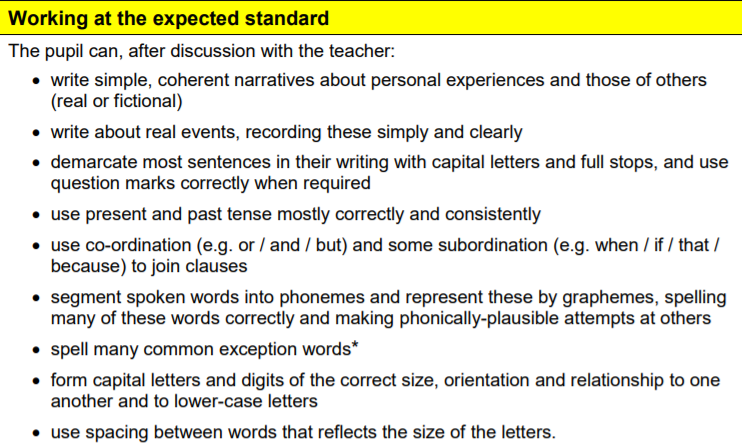 Working at the expected standard
The pupil can, after discussion with the teacher:
• write simple, coherent narratives about personal experiences and those of others
(real or fictional)
• write about real events, recording these simply and clearly
• demarcate most sentences in their writing with capital letters and full stops, and use
question marks correctly when required
• use present and past tense mostly correctly and consistently
• use co-ordination (e.g. or / and / but) and some subordination (e.g. when / if / that /
because) to join clauses
• segment spoken words into phonemes and represent these by graphemes, spelling
many of these words correctly and making phonically-plausible attempts at others
• spell many common exception words*
• form capital letters and digits of the correct size, orientation and relationship to one
another and to lower-case letters
• use spacing between words that reflects the size of the letters.